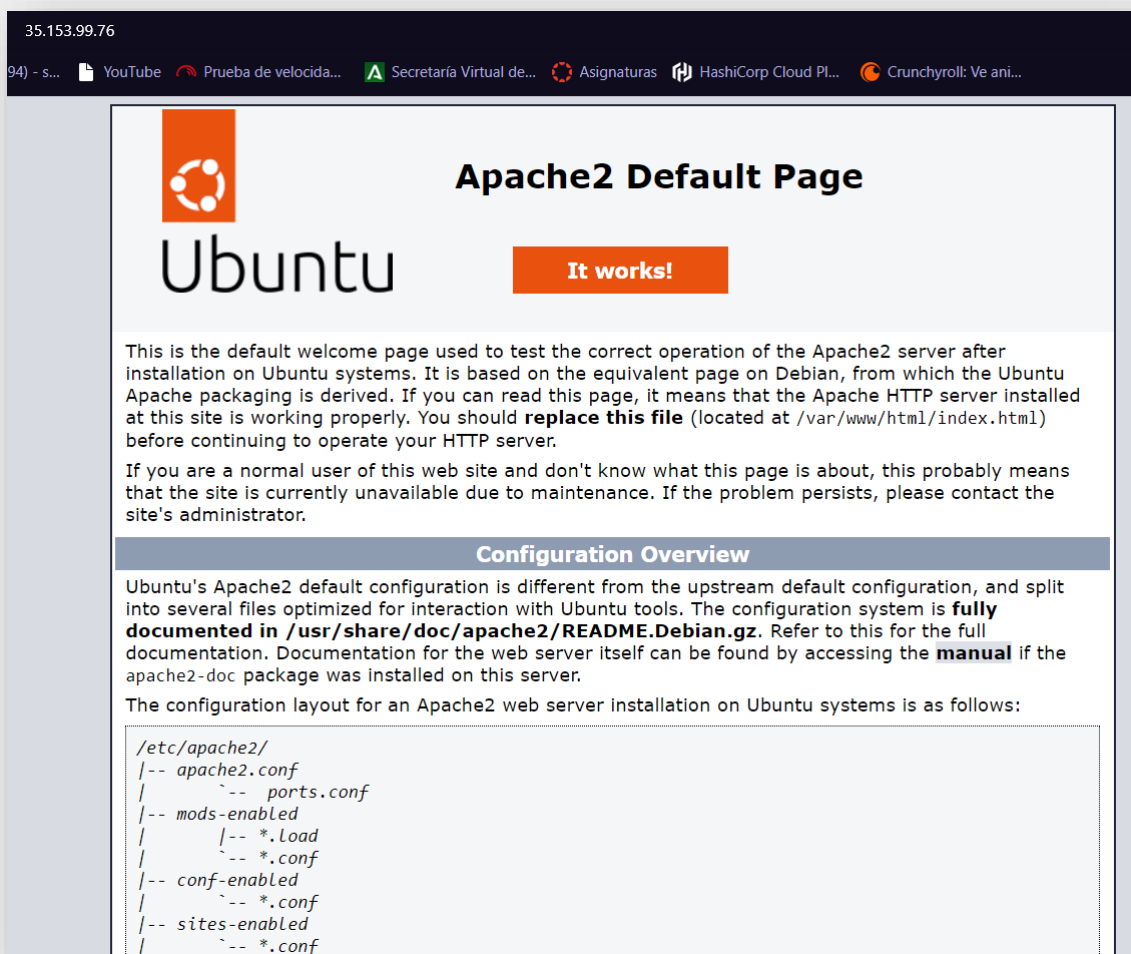 35.153.99.76
94) - s... YouTube Prueba de velocida... Secretaría Virtual de... Asignaturas HashiCorp Cloud Pl... Crunchyroll: Ve ani...
Ubuntu
Apache2 Default Page
It works!
This is the default welcome page used to test the correct operation of the Apache2 server after
installation on Ubuntu systems. It is based on the equivalent page on Debian, from which the Ubuntu
Apache packaging is derived. If you can read this page, it means that the Apache HTTP server installed
at this site is working properly. You should replace this file (located at /var/www/html/index.html)
before continuing to operate your HTTP server.
If you are a normal user of this web site and don't know what this page is about, this probably means
that the site is currently unavailable due to maintenance. If the problem persists, please contact the
site's administrator.
Configuration Overview
Ubuntu's Apache2 default configuration is different from the upstream default configuration, and split
into several files optimized for interaction with Ubuntu tools. The configuration system is fully
documented in /usr/share/doc/apache2/README.Debian.gz. Refer to this for the full
documentation. Documentation for the web server itself can be found by accessing the manual if the
apache2-doc package was installed on this server.
The configuration layout for an Apache2 web server installation on Ubuntu systems is as follows:
/etc/apache2/
|-- apache2.conf
|       `--  ports.conf
|-- mods-enabled
|       |-- *.load
|       `-- *.conf
|-- conf-enabled
|       `-- *.conf
|-- sites-enabled
|       `-- *.conf